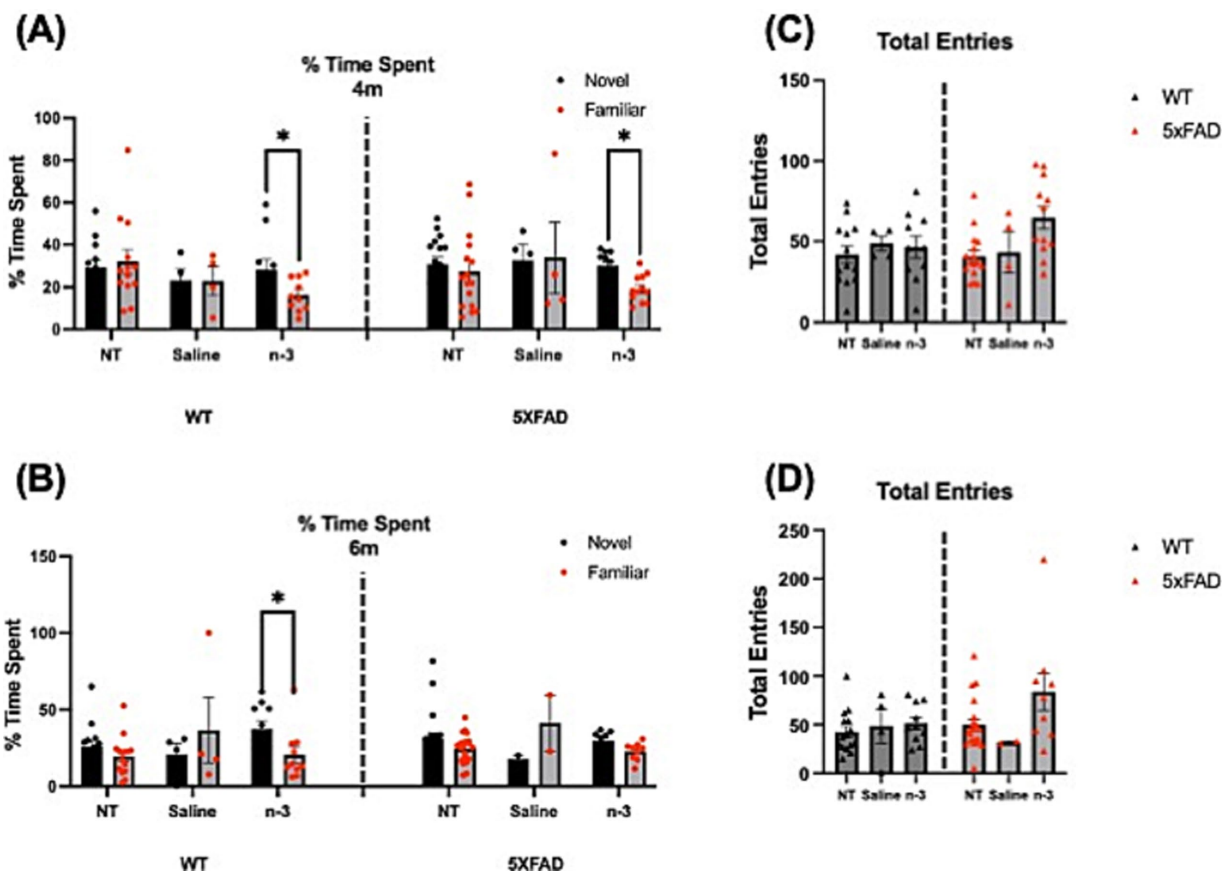 (A)
% Time Spent
4m
Novel
Familiar
% Time Spent
100
80
60
40
20
0
*
*
NT Saline n-3 NT Saline n-3
WT 5XFAD
(C)
Total Entries
WT
5xFAD
Total Entries
150
100
50
0
NT Saline n-3 NT Saline n-3
(B)
% Time Spent
6m
Novel
Familiar
% Time Spent
150
100
50
0
*
NT Saline n-3 NT Saline n-3
WT 5XFAD
(D)
Total Entries
WT
5xFAD
Total Entries
250
200
150
100
50
0
NT Saline n-3 NT Saline n-3